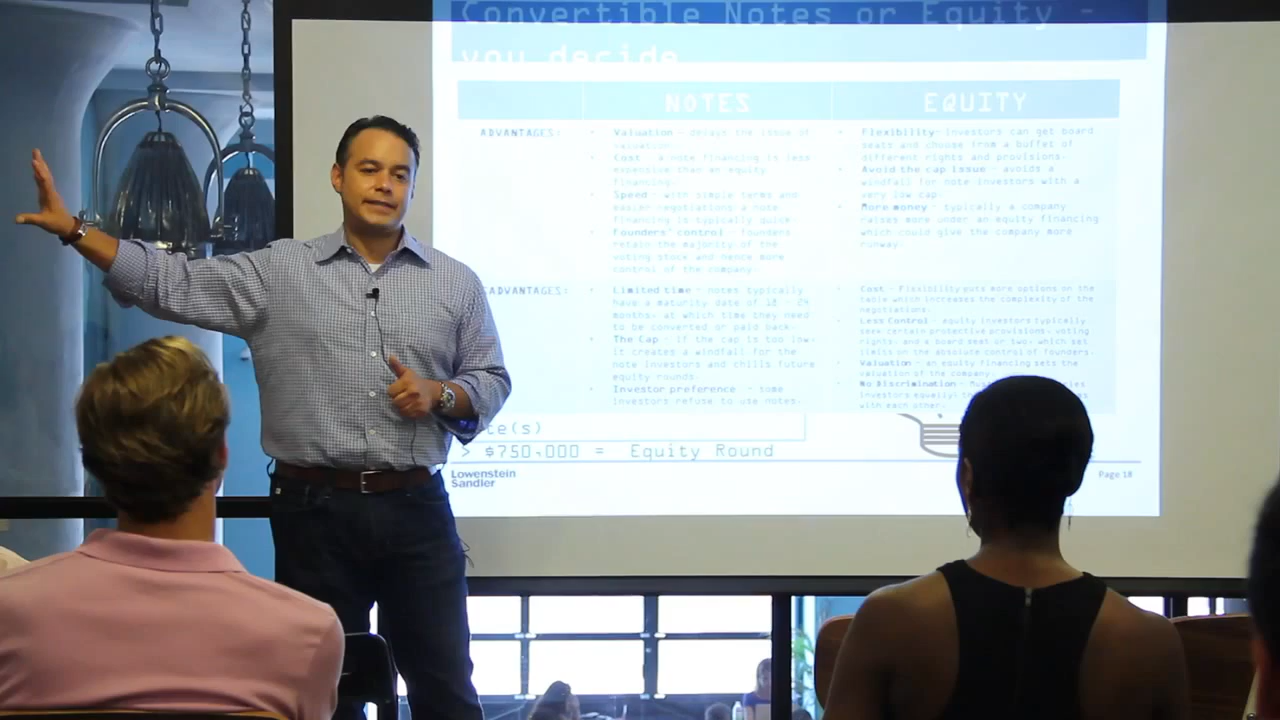 Convertible Notes or Equity -
you decide
NOTES
EQUITY
ADVANTAGES:
• Valuation - delays the issue of
valuation.
• Cost - a note financing is less
expensive than an equity
financing.
• Speed - with simple terms and
easier negotiations a note
financing is typically quick
• Founders' control - founders
retain the majority of the
voting stock and hence more
control of the company.
• Flexibility- investors can get board
seats and choose from a buffet of
different rights and provisions.
• Avoid the cap issue - avoids a
windfall for note investors with a
very low cap.
• More money - typically a company
raises more under an equity financing
which could give the company more
runway.
ADVANTAGES:
• Limited time - notes typically
have a maturity date of 18 - 24
months, at which time they need
to be converted or paid back.
• The Cap - if the cap is too low,
it creates a windfall for the
note investors and chills future
equity rounds.
• Investor preference - some
investors refuse to use notes.
• Cost - Flexibility puts more options on the
table which increases the complexity of the
negotiations.
• Less Control - equity investors typically
seek certain protective provisions, voting
rights, and a board seat or two, which set
limits on the absolute control of founders.
• Valuation - an equity financing sets the
valuation of the company.
• No Discrimination - Mus
investors equally
with each other.
te(s)
> $750,000 = Equity Round
Lowenstein
Sandler
Page 18